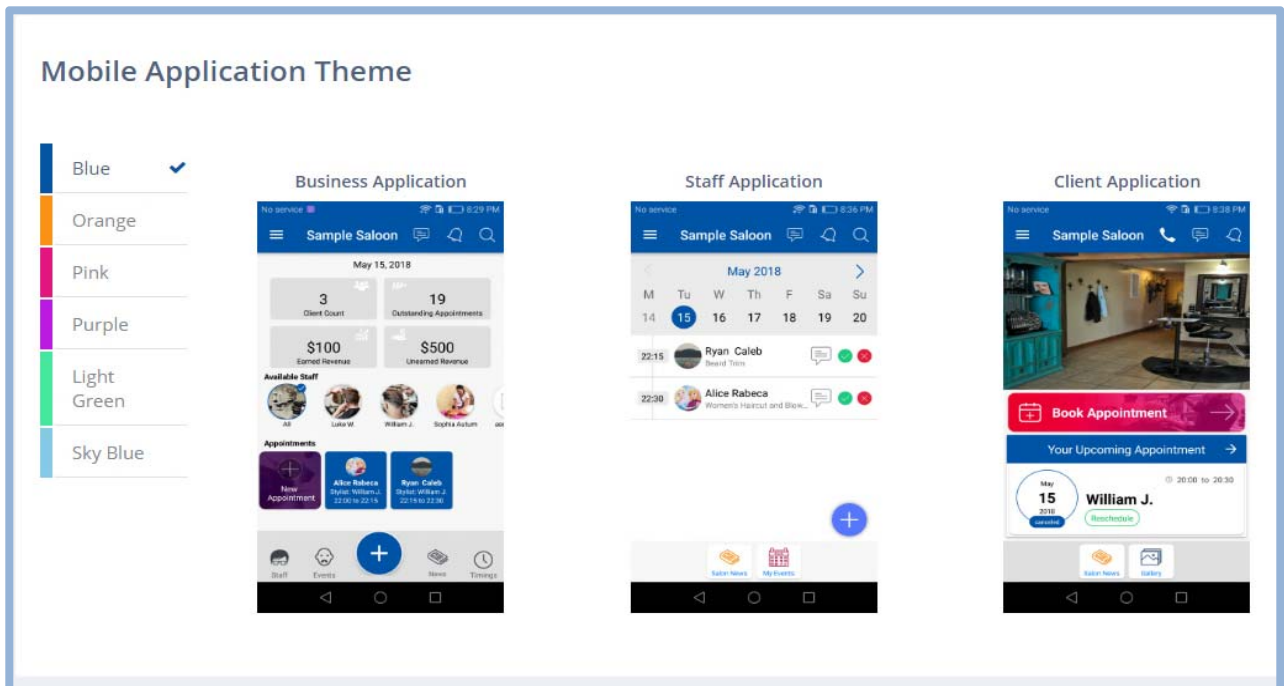 Mobile Application Theme
Blue
Orange
Pink
Purple
Light
Green
Sky Blue
Business Application
No service 8:29 PM
Sample Saloon
May 15, 2018
3 19
Client Count Outstanding Appointments
$100 $500
Earned Revenue Unearned Revenue
Available Staff
All Luke W. William J. Sophia Autum
Appointments
New
Appointment
Alice Rabeca
Stylist: William J.
22:00 to 22:15
Ryan Caleb
Stylist: William J.
22:15 to 22:30
Staff Events News Timings
Staff Application
No service 8:36 PM
Sample Saloon
May 2018
M Tu W Th F Sa Su
14 15 16 17 18 19 20
22:15 Ryan Caleb
Beard Trim
22:30 Alice Rabeca
Women's Haircut and Blow...
Salon News My Events
Client Application
No service 8:38 PM
Sample Saloon
Book Appointment
Your Upcoming Appointment
May
15
2018
canceled
20:00 to 20:30
William J.
Reschedule
Salon News Gallery